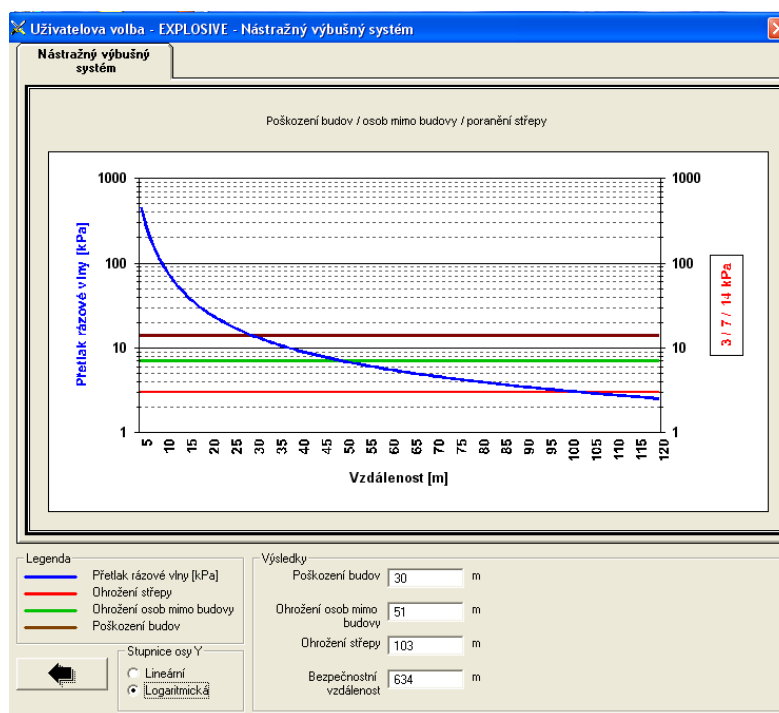 Uživatelova volba - EXPLOSIVE - Nástražný výbušný systém
Nástražný výbušný
systém
Poškození budov / osob mimo budovy / poranění střepy
1000
100
10
1
Přetlak rázové vlny [kPa]
1000
100
10
1
3 / 7 / 14 kPa
5 10 15 20 25 30 35 40 45 50 55 60 65 70 75 80 85 90 95 100 105 110 115 120
Vzdálenost [m]
Legenda
Přetlak rázové vlny [kPa]
Ohrožení střepy
Ohrožení osob mimo budovy
Poškození budov
Stupnice osy Y
Lineární
Logaritmická
Výsledky
Poškození budov 30 m
Ohrožení osob mimo
budovy 51 m
Ohrožení střepy 103 m
Bezpečnostní
vzdálenost 634 m